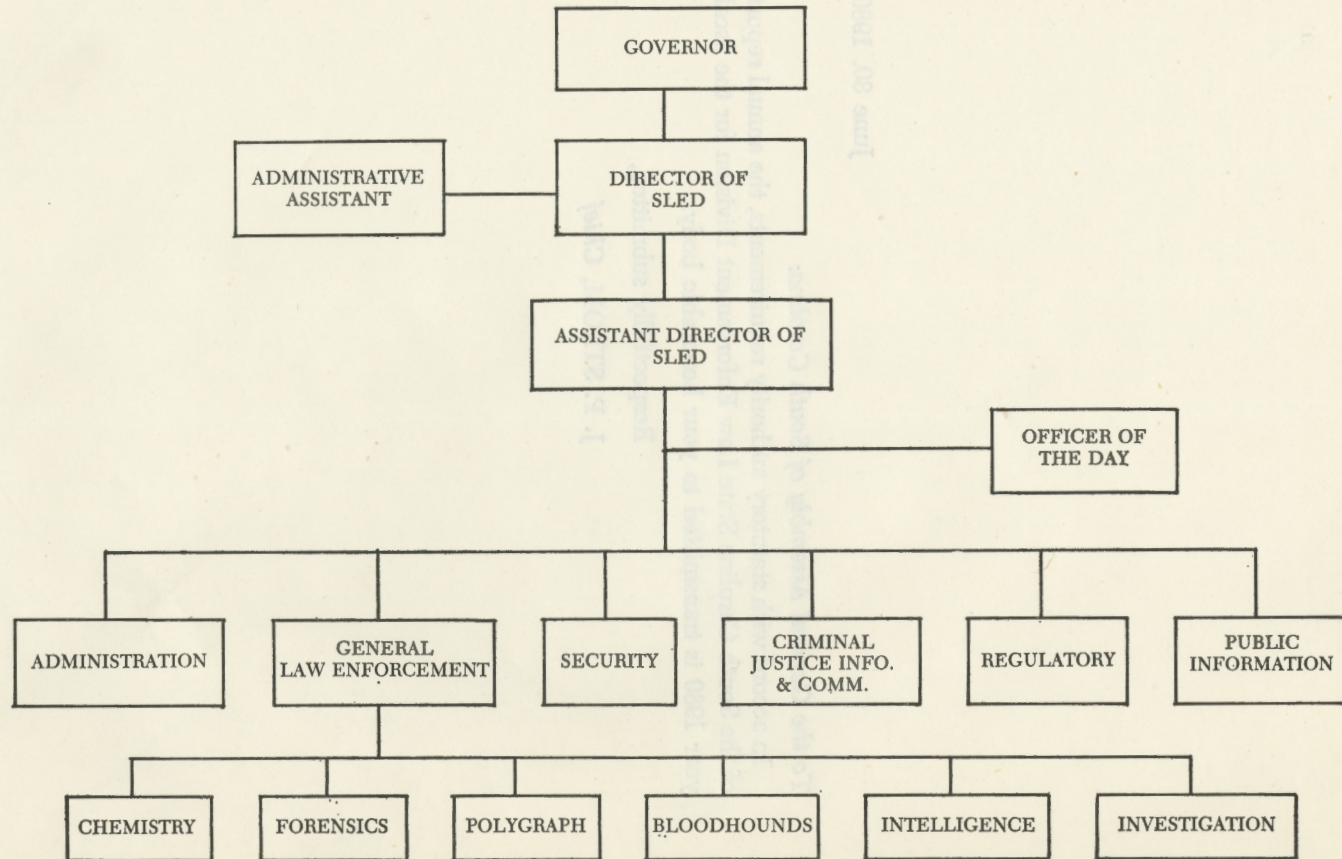 GOVERNOR
ADMINISTRATIVE
ASSISTANT
DIRECTOR OF
SLED
ASSISTANT DIRECTOR OF
SLED
OFFICER OF
THE DAY
ADMINISTRATION
GENERAL
LAW ENFORCEMENT
SECURITY
CRIMINAL
JUSTICE INFO.
& COMM.
REGULATORY
PUBLIC
INFORMATION
CHEMISTRY
FORENSICS
POLYGRAPH
BLOODHOUNDS
INTELLIGENCE
INVESTIGATION